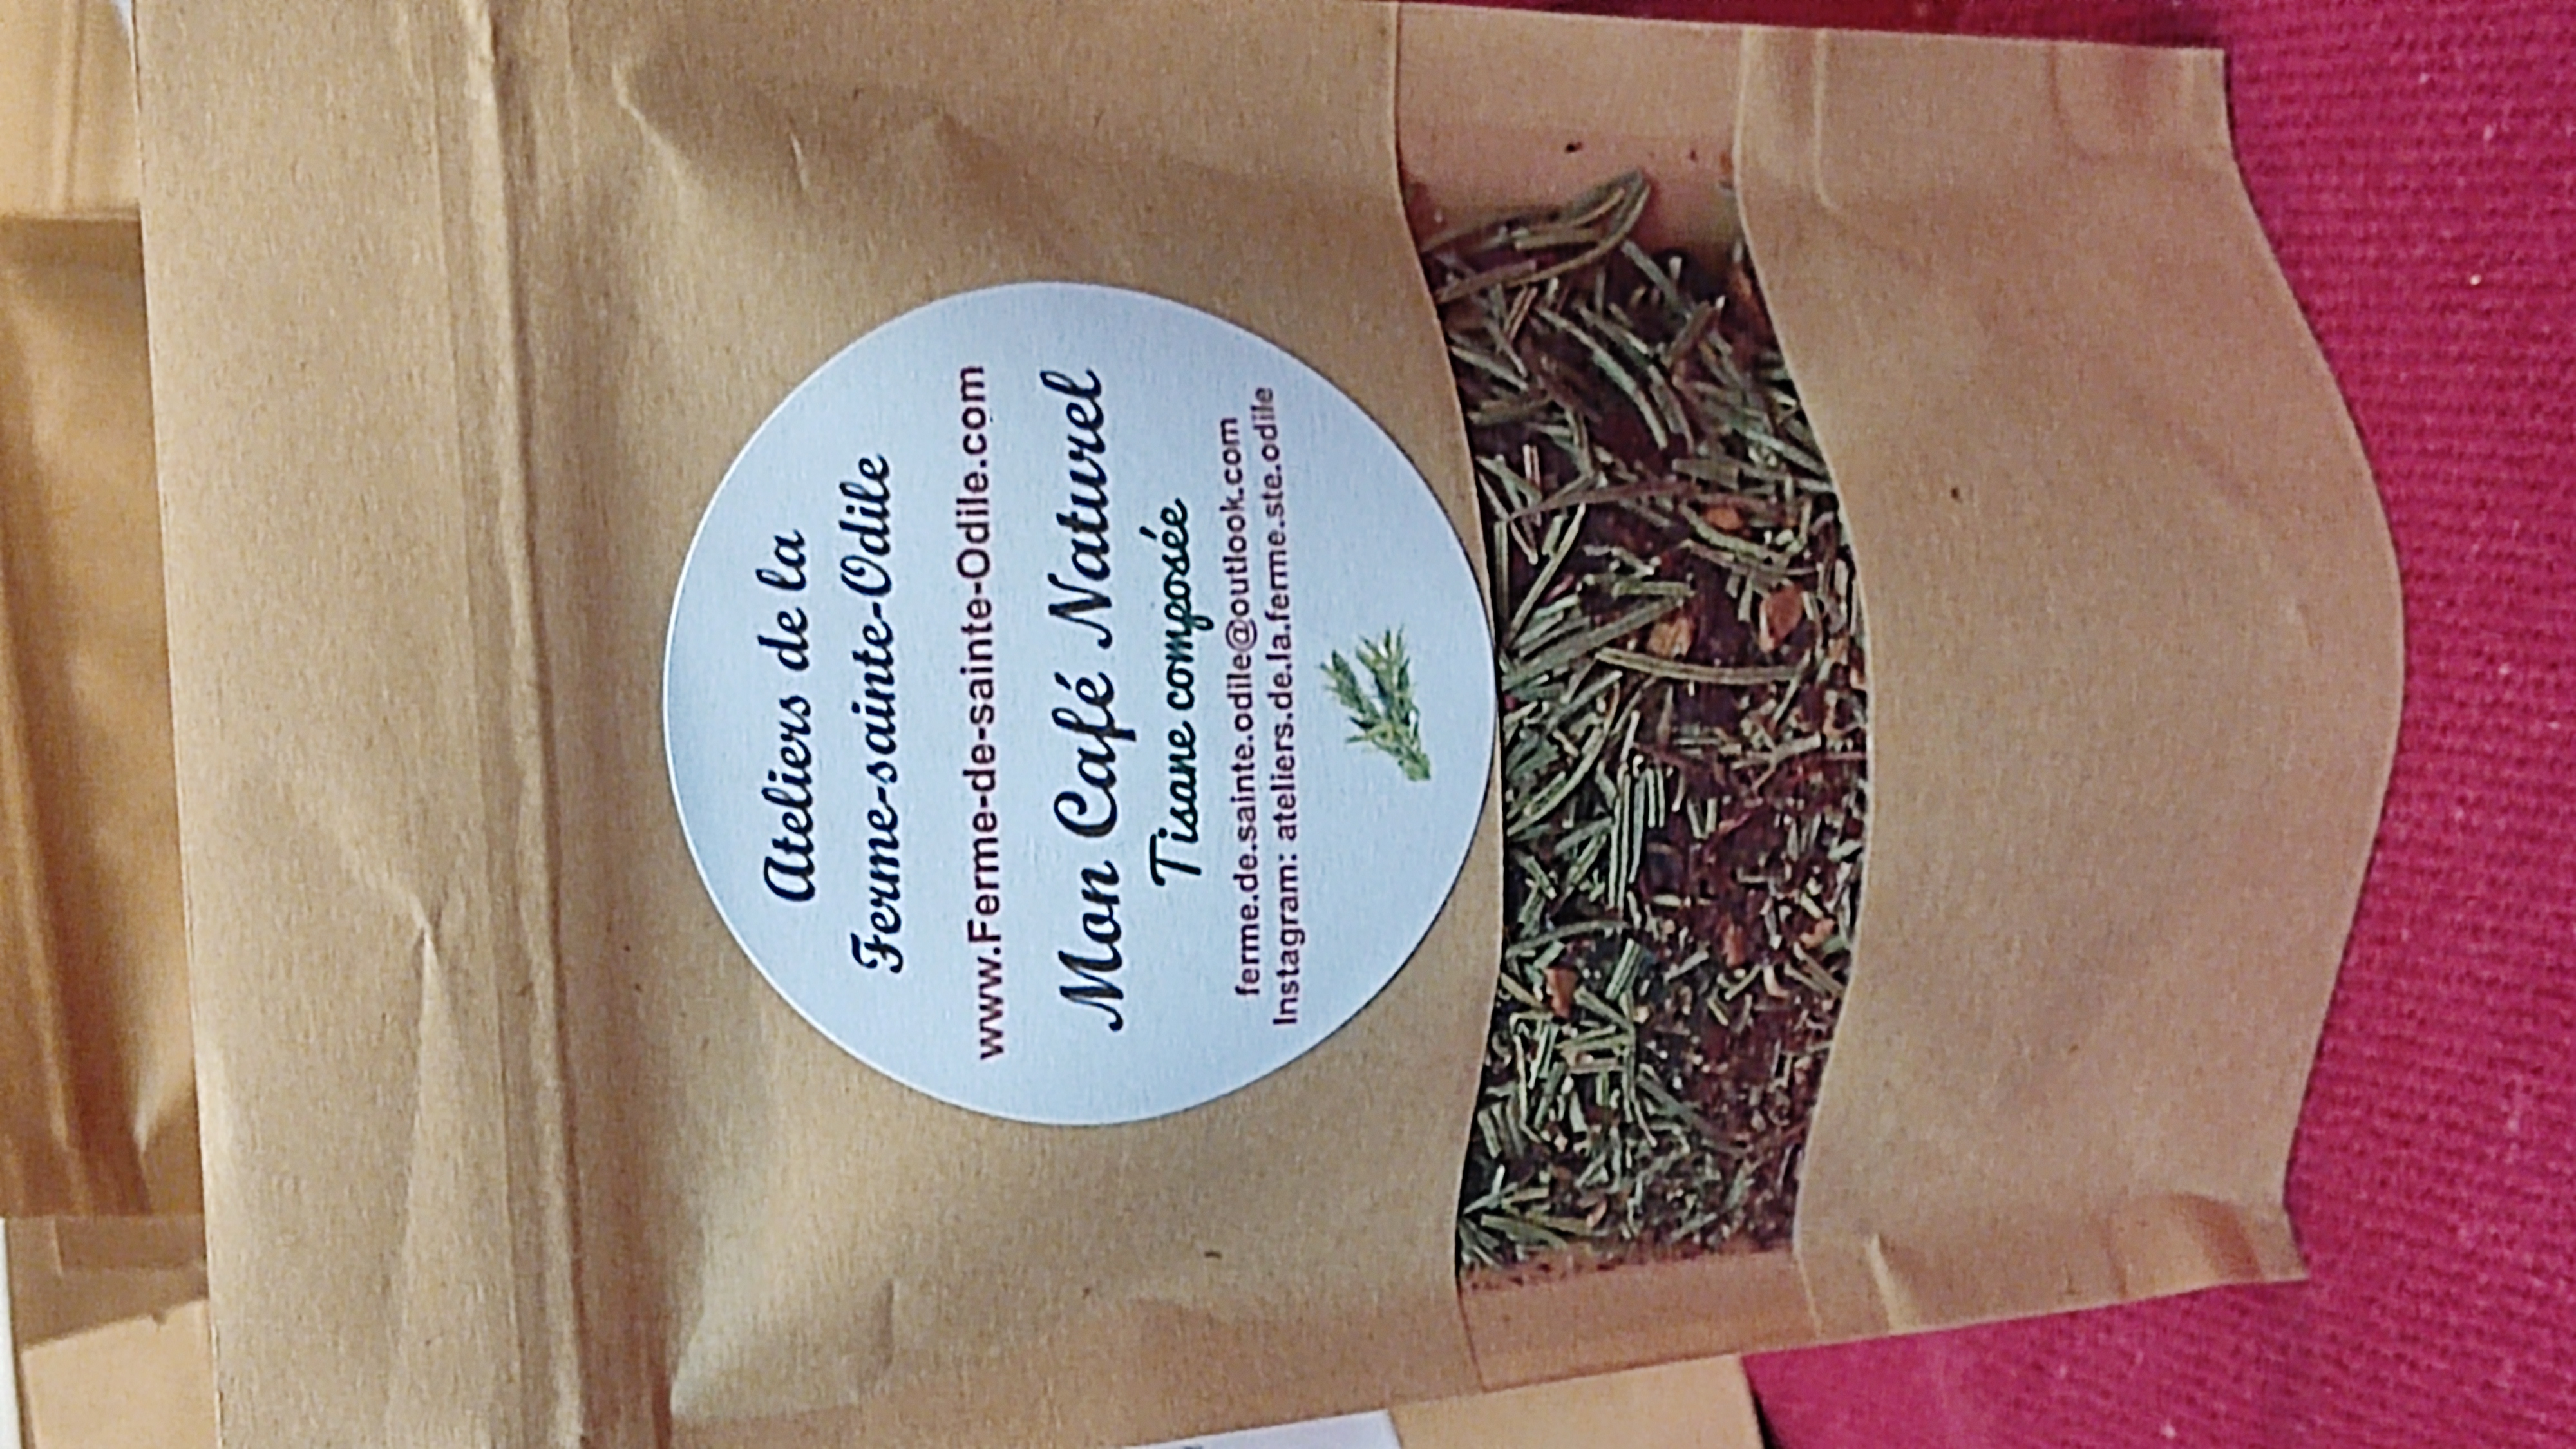 Ateliers de la
Ferme-sainte-Odile
www.Ferme-de-sainte-Odile.com
Mon Café Naturel
Tisane composée
ferme.de.sainte.odile@outlook.com
Instagram: ateliers.de.la.ferme.ste.odile